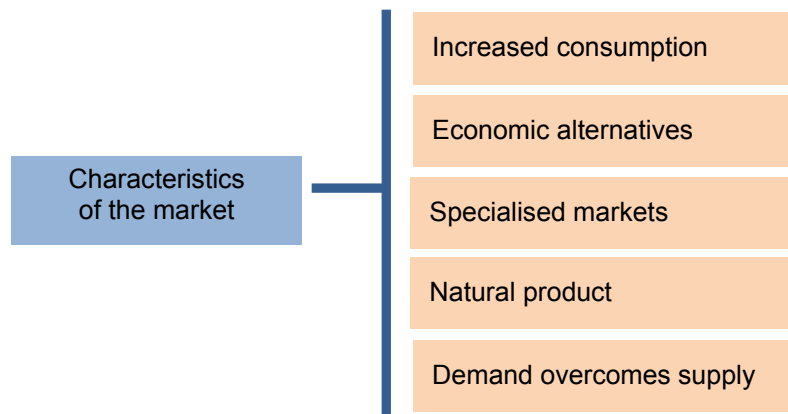 Characteristics
of the market
Increased consumption
Economic alternatives
Specialised markets
Natural product
Demand overcomes supply